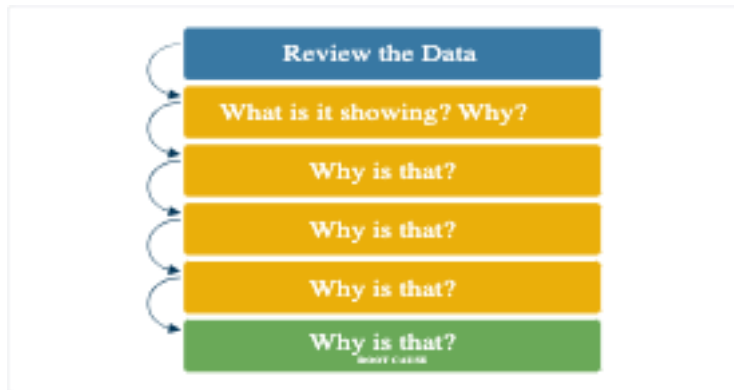 Review the Data
What is it showing? Why?
Why is that?
Why is that?
Why is that?
Why is that?
ROOT CAUSE